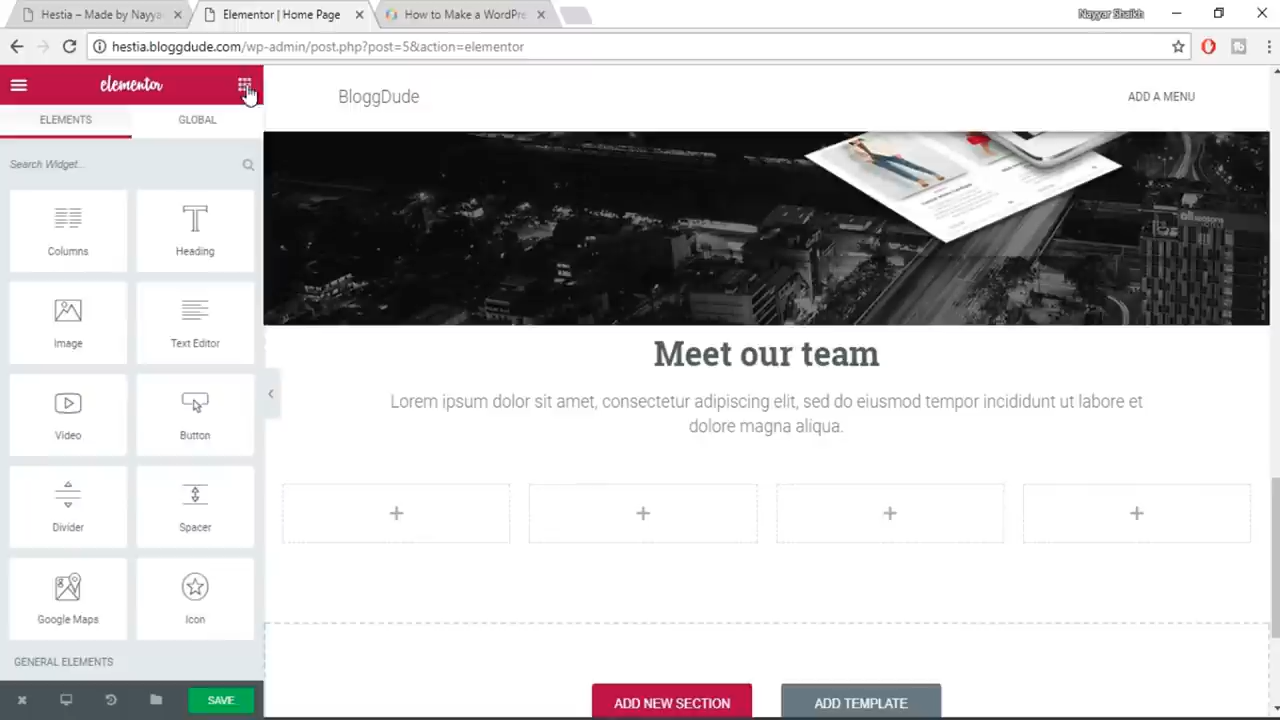 Hestia – Made by Nayya
Elementor | Home Page
How to Make a WordPre
Nayyar Shaikh
hestia.bloggdude.com/wp-admin/post.php?post=5&action=elementor
elementor
ELEMENTS
GLOBAL
Search Widget...
Columns
Heading
Image
Text Editor
Video
Button
Divider
Spacer
Google Maps
Icon
GENERAL ELEMENTS
SAVE
BloggDude
ADD A MENU
Meet our team
Lorem ipsum dolor sit amet, consectetur adipiscing elit, sed do eiusmod tempor incididunt ut labore et
dolore magna aliqua.
ADD NEW SECTION
ADD TEMPLATE